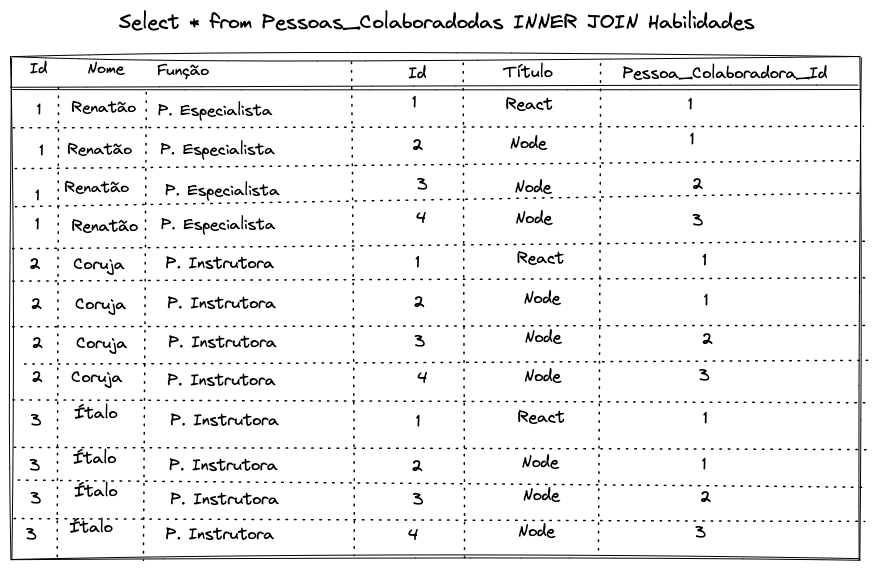 Select * from Pessoas_Colaboradodas INNER JOIN Habilidades
Id Nome Função Id Título Pessoa_Colaboradora_Id
1 Renatão P. Especialista 1 React 1
1 Renatão P. Especialista 2 Node 1
1 Renatão P. Especialista 3 Node 2
1 Renatão P. Especialista 4 Node 3
2 Coruja P. Instrutora 1 React 1
2 Coruja P. Instrutora 2 Node 1
2 Coruja P. Instrutora 3 Node 2
2 Coruja P. Instrutora 4 Node 3
3 Ítalo P. Instrutora 1 React 1
3 Ítalo P. Instrutora 2 Node 1
3 Ítalo P. Instrutora 3 Node 2
3 Ítalo P. Instrutora 4 Node 3